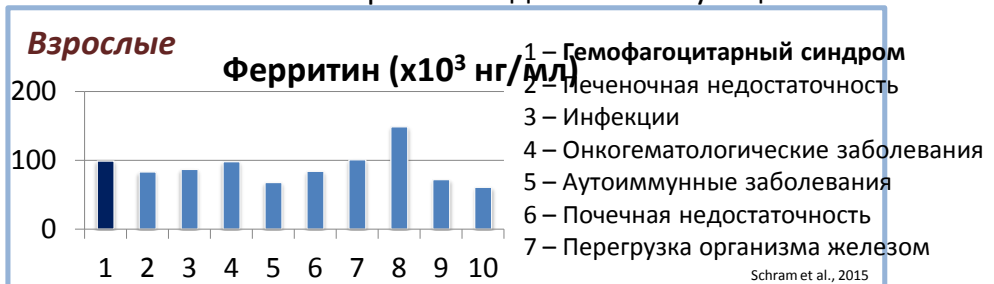 Взрослые
Ферритин (x10³ нг/мл)
200
100
0
1 2 3 4 5 6 7 8 9 10
1 – Гемофагоцитарный синдром
2 – Печеночная недостаточность
3 – Инфекции
4 – Онкогематологические заболевания
5 – Аутоиммунные заболевания
6 – Почечная недостаточность
7 – Перегрузка организма железом
Schram et al., 2015